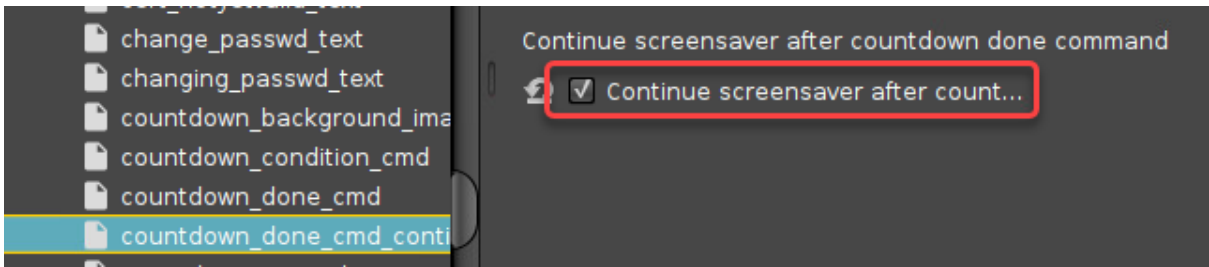 change_passwd_text
changing_passwd_text
countdown_background_ima
countdown_condition_cmd
countdown_done_cmd
countdown_done_cmd_conti
Continue screensaver after countdown done command
Continue screensaver after count...